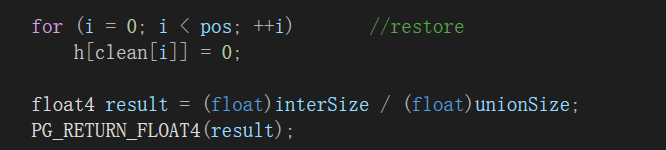 for (i = 0; i < pos; ++i)        //restore
    h[clean[i]] = 0;
float4 result = (float)interSize / (float)unionSize;
PG_RETURN_FLOAT4(result);